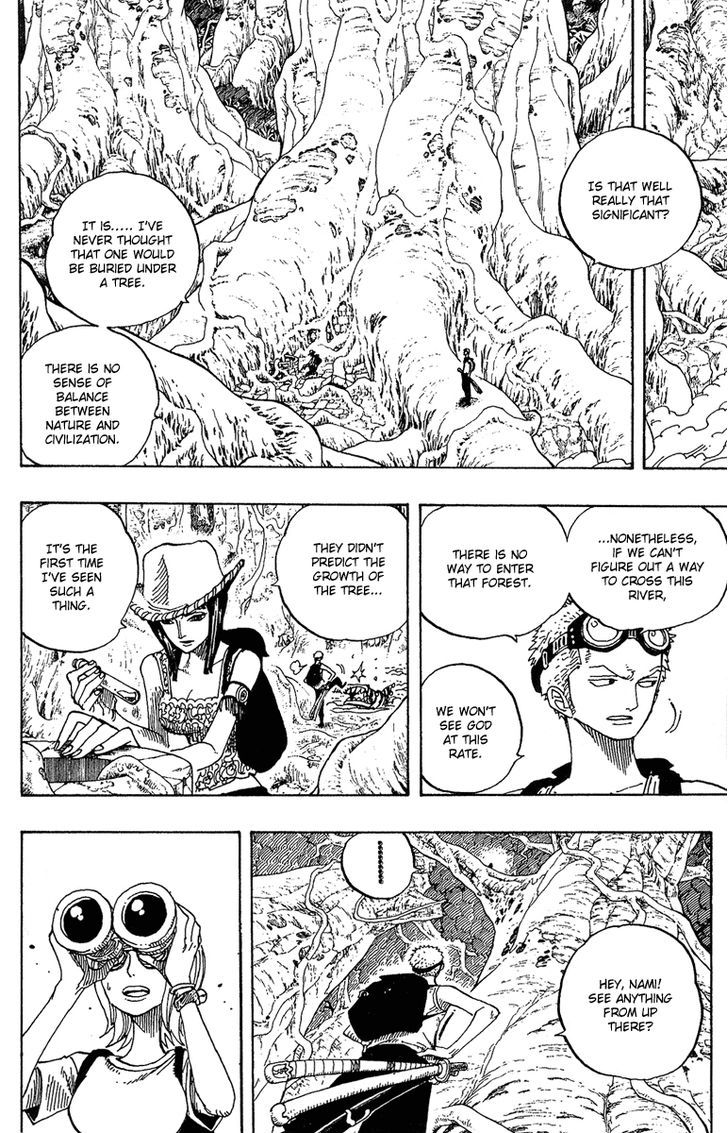 IS THAT WELL
REALLY THAT
SIGNIFICANT?
IT IS..... I'VE
NEVER THOUGHT
THAT ONE WOULD
BE BURIED UNDER
A TREE.
THERE IS NO
SENSE OF
BALANCE
BETWEEN
NATURE AND
CIVILIZATION.
...NONETHELESS,
IF WE CAN'T
FIGURE OUT A WAY
TO CROSS THIS
RIVER,
THERE IS NO
WAY TO ENTER
THAT FOREST.
WE WON'T
SEE GOD
AT THIS
RATE.
THEY DIDN'T
PREDICT THE
GROWTH OF
THE TREE...
IT'S THE
FIRST TIME
I'VE SEEN
SUCH A
THING.
HEY, NAMI!
SEE ANYTHING
FROM UP
THERE?